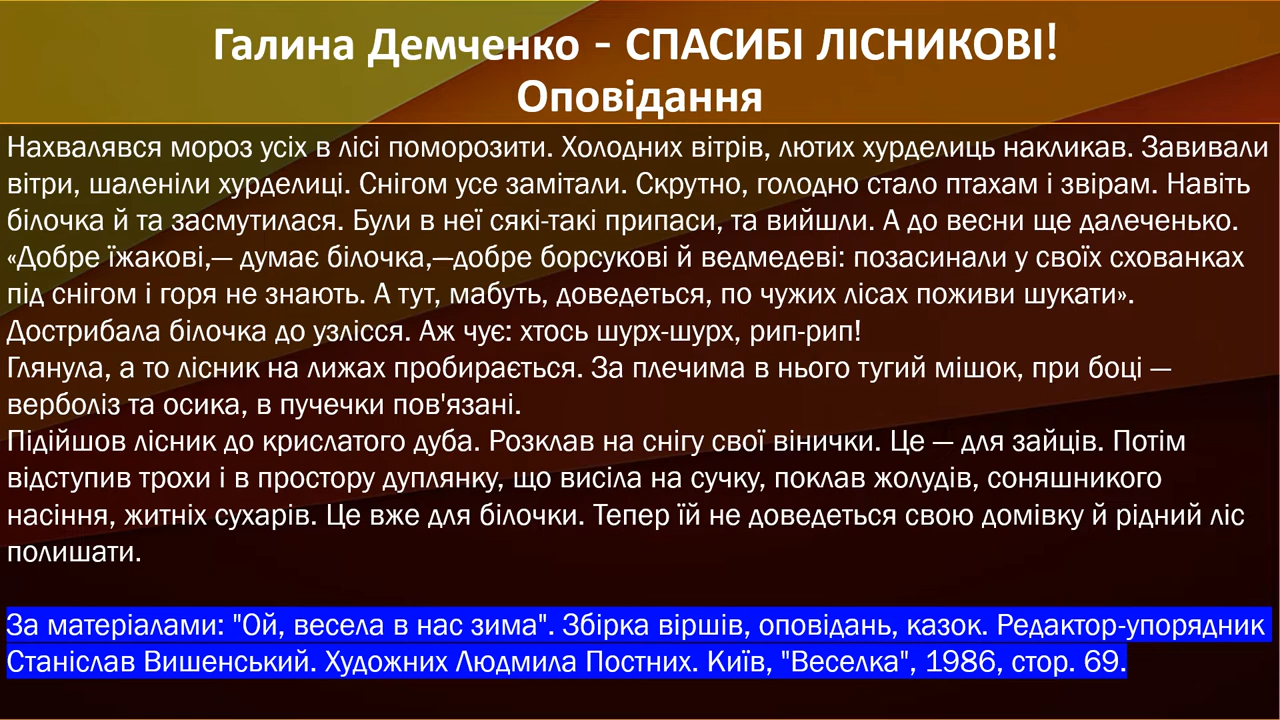 Галина Демченко - СПАСИБІ ЛІСНИКОВІ!
Оповідання
Нахвалявся мороз усіх в лісі поморозити. Холодних вітрів, лютих хурделиць накликав. Завивали
вітри, шаленіли хурделиці. Снігом усе замітали. Скрутно, голодно стало птахам і звірам. Навіть
білочка й та засмутилася. Були в неї сякі-такі припаси, та вийшли. А до весни ще далеченько.
«Добре їжакові,— думає білочка,—добре борсукові й ведмедеві: позасинали у своїх схованках
під снігом і горя не знають. А тут, мабуть, доведеться, по чужих лісах поживи шукати».
Дострибала білочка до узлісся. Аж чує: хтось шурх-шурх, рип-рип!
Глянула, а то лісник на лижах пробирається. За плечима в нього тугий мішок, при боці —
верболіз та осика, в пучечки пов'язані.
Підійшов лісник до крислатого дуба. Розклав на снігу свої вінички. Це — для зайців. Потім
відступив трохи і в простору дуплянку, що висіла на сучку, поклав жолудів, соняшникого
насіння, житніх сухарів. Це вже для білочки. Тепер їй не доведеться свою домівку й рідний ліс
полишати.
За матеріалами: "Ой, весела в нас зима". Збірка віршів, оповідань, казок. Редактор-упорядник
Станіслав Вишенський. Художних Людмила Постних. Київ, "Веселка", 1986, стор. 69.